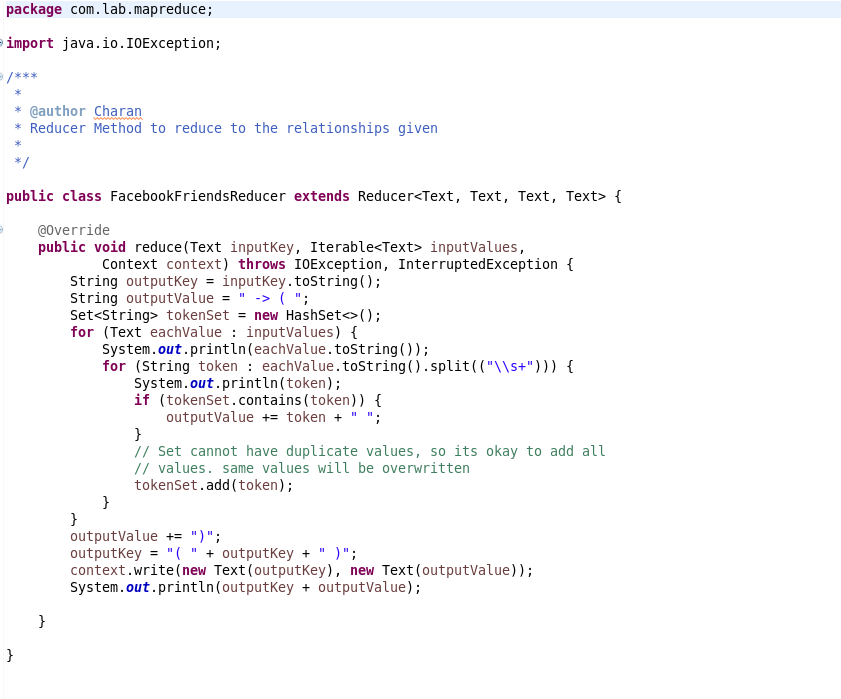 package com.lab.mapreduce;
import java.io.IOException;
/***
 *
 * @author Charan
 * Reducer Method to reduce to the relationships given
 *
 */
public class FacebookFriendsReducer extends Reducer<Text, Text, Text, Text> {
    @Override
    public void reduce(Text inputKey, Iterable<Text> inputValues,
            Context context) throws IOException, InterruptedException {
        String outputKey = inputKey.toString();
        String outputValue = " -> ( ";
        Set<String> tokenSet = new HashSet<>();
        for (Text eachValue : inputValues) {
            System.out.println(eachValue.toString());
            for (String token : eachValue.toString().split(("\\s+"))) {
                System.out.println(token);
                if (tokenSet.contains(token)) {
                    outputValue += token + " ";
                }
                // Set cannot have duplicate values, so its okay to add all
                // values. same values will be overwritten
                tokenSet.add(token);
            }
        }
        outputValue += ")";
        outputKey = "( " + outputKey + " )";
        context.write(new Text(outputKey), new Text(outputValue));
        System.out.println(outputKey + outputValue);
    }
}